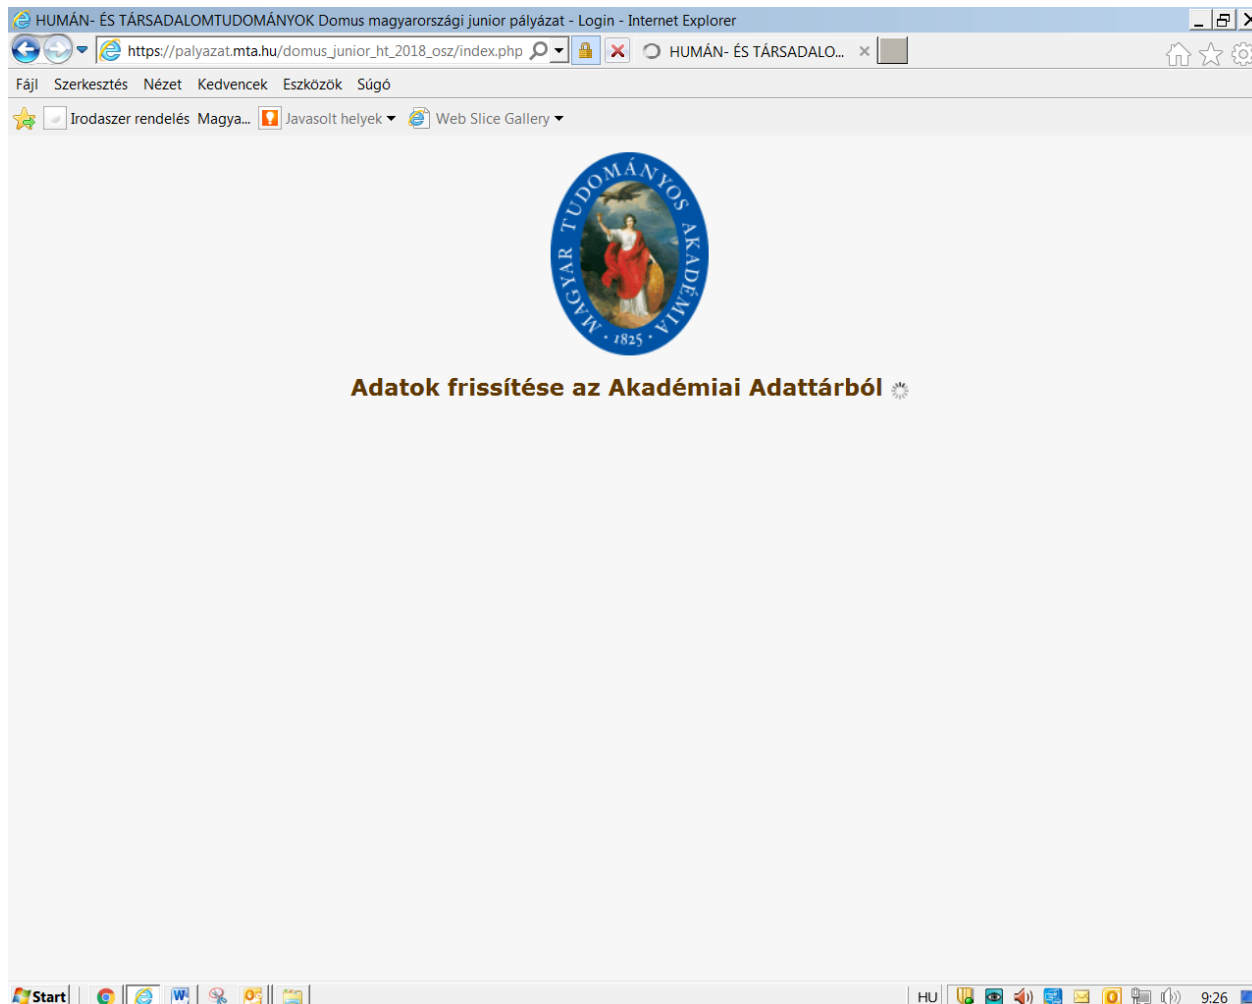 HUMÁN- ÉS TÁRSADALOMTUDOMÁNYOK Domus magyarországi junior pályázat - Login - Internet Explorer
https://palyazat.mta.hu/domus_junior_ht_2018_osz/index.php
HUMÁN- ÉS TÁRSADALO...
Fájl Szerkesztés Nézet Kedvencek Eszközök Súgó
Irodaszer rendelés Magya... Javasolt helyek Web Slice Gallery
MAGYAR TUDOMÁNYOS AKADÉMIA
1825
Adatok frissítése az Akadémiai Adattárból
Start
HU
9:26